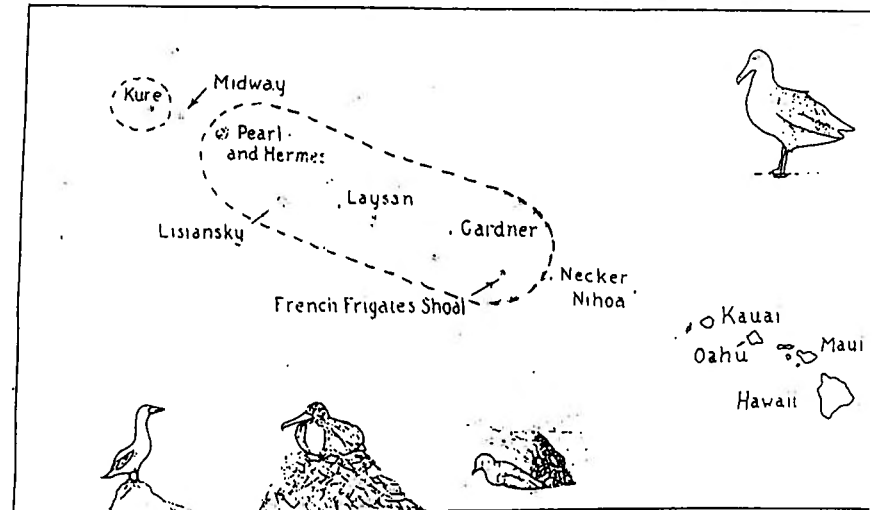 Midway
Kure
Pearl
and Hermes
Laysan
Gardner
Lisiansky
Necker
French Frigates Shoal
Nihoa
Kauai
Oahu
Maui
Hawaii